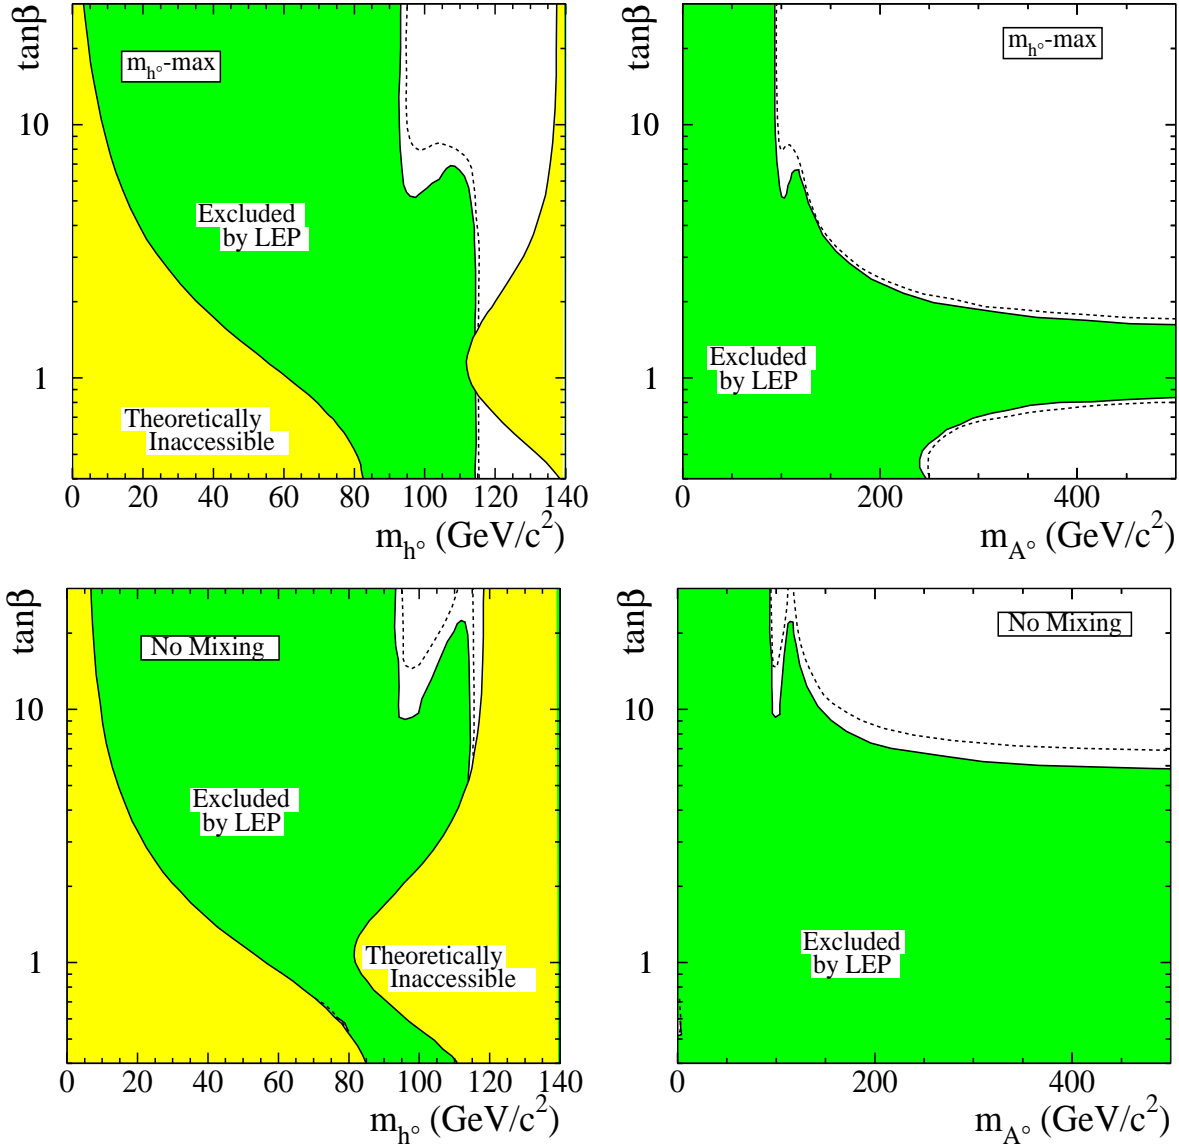 tanβ
m_h°-max
10
Excluded
by LEP
1
Theoretically
Inaccessible
0 20 40 60 80 100 120 140
m_h° (GeV/c²)
tanβ
m_h°-max
10
1
Excluded
by LEP
0 200 400
m_A° (GeV/c²)
tanβ
No Mixing
10
Excluded
by LEP
1
Theoretically
Inaccessible
0 20 40 60 80 100 120 140
m_h° (GeV/c²)
tanβ
No Mixing
10
1
Excluded
by LEP
0 200 400
m_A° (GeV/c²)